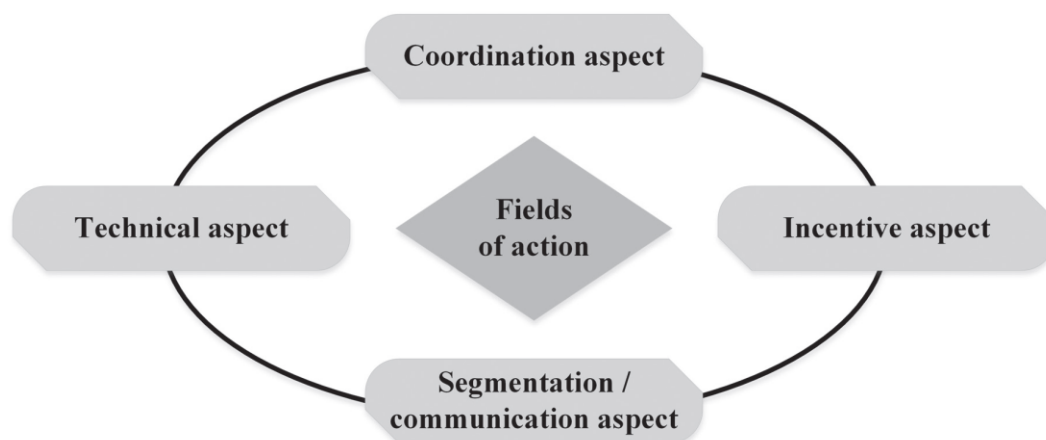 Coordination aspect
Technical aspect
Fields
of action
Incentive aspect
Segmentation /
communication aspect